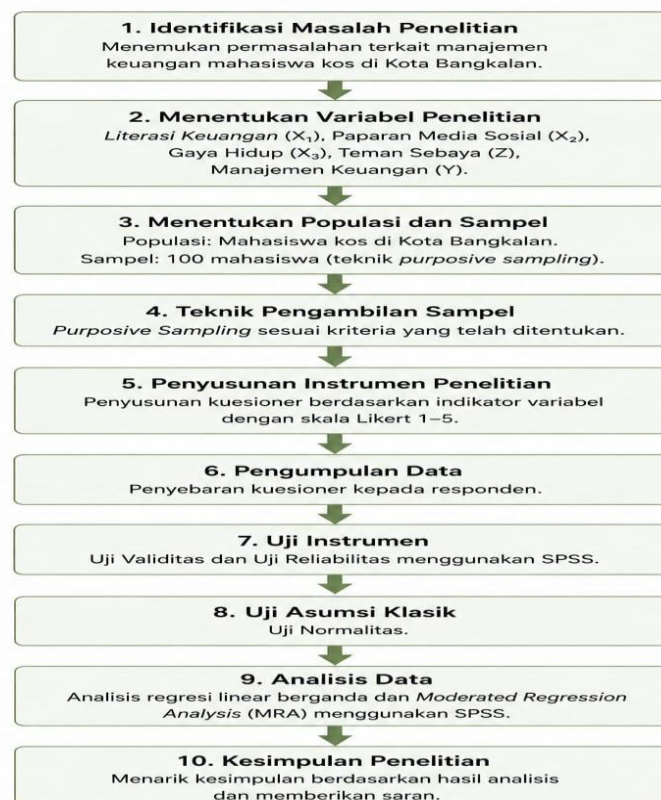 1. Identifikasi Masalah Penelitian
Menemukan permasalahan terkait manajemen
keuangan mahasiswa kos di Kota Bangkalan.
2. Menentukan Variabel Penelitian
Literasi Keuangan (X₁), Paparan Media Sosial (X₂),
Gaya Hidup (X₃), Teman Sebaya (Z),
Manajemen Keuangan (Y).
3. Menentukan Populasi dan Sampel
Populasi: Mahasiswa kos di Kota Bangkalan.
Sampel: 100 mahasiswa (teknik purposive sampling).
4. Teknik Pengambilan Sampel
Purposive Sampling sesuai kriteria yang telah ditentukan.
5. Penyusunan Instrumen Penelitian
Penyusunan kuesioner berdasarkan indikator variabel
dengan skala Likert 1–5.
6. Pengumpulan Data
Penyebaran kuesioner kepada responden.
7. Uji Instrumen
Uji Validitas dan Uji Reliabilitas menggunakan SPSS.
8. Uji Asumsi Klasik
Uji Normalitas.
9. Analisis Data
Analisis regresi linear berganda dan Moderated Regression
Analysis (MRA) menggunakan SPSS.
10. Kesimpulan Penelitian
Menarik kesimpulan berdasarkan hasil analisis
dan memberikan saran.